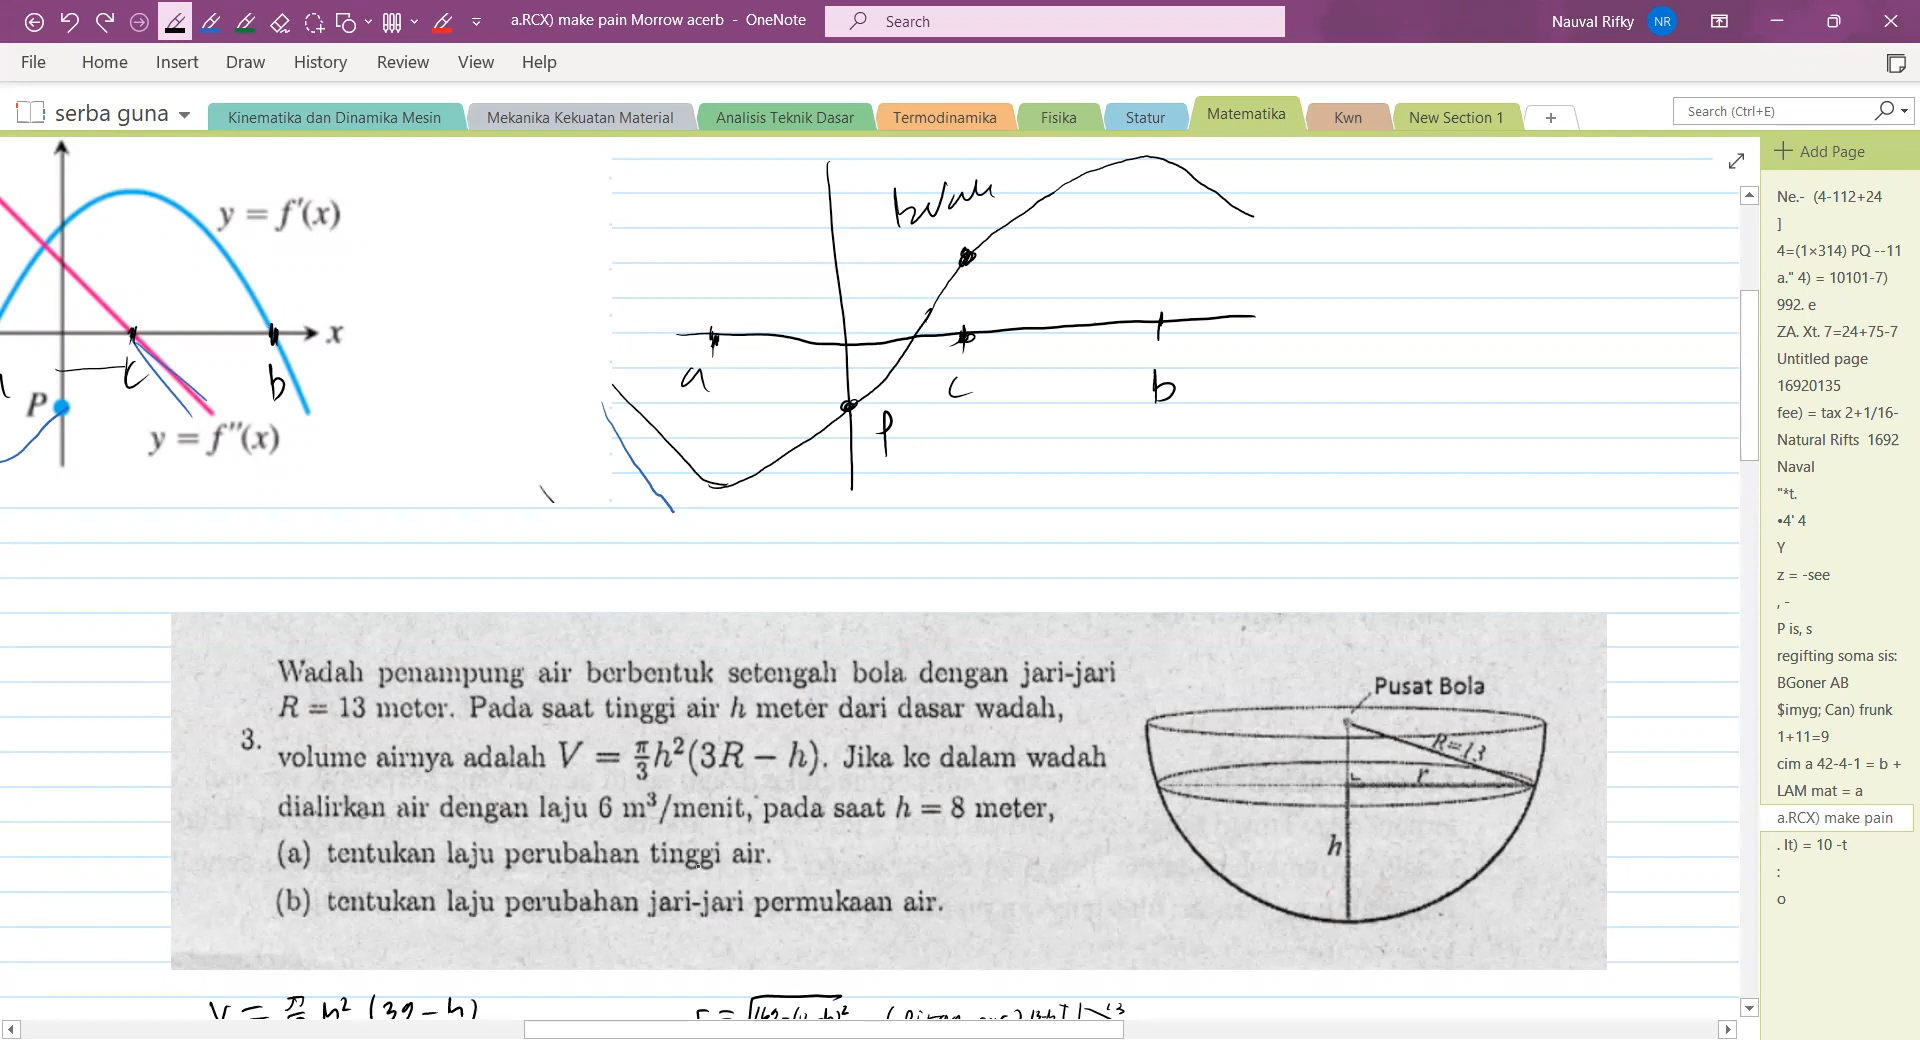 a.RCX) make pain Morrow acerb - OneNote
Search
Nauval Rifky
NR
File Home Insert Draw History Review View Help
serba guna
Kinematika dan Dinamika Mesin
Mekanika Kekuatan Material
Analisis Teknik Dasar
Termodinamika
Fisika
Statur
Matematika
Kwn
New Section 1
+
Search (Ctrl+E)
Add Page
Ne.- (4-112+24
]
4=(1×314) PQ --11
a." 4) = 10101-7)
992. e
ZA. Xt. 7=24+75-7
Untitled page
16920135
fee) = tax 2+1/16-
Natural Rifts 1692
Naval
"*t.
•4' 4
Y
z = -see
, -
P is, s
regifting soma sis:
BGoner AB
$imyg; Can) frunk
1+11=9
cim a 42-4-1 = b +
LAM mat = a
a.RCX) make pain
. It) = 10 -t
:
o
y = f'(x)
x
c
b
P
y = f''(x)
a
c
b
P
Wadah penampung air berbentuk setengah bola dengan jari-jari
R = 13 meter. Pada saat tinggi air h meter dari dasar wadah,
3.
volume airnya adalah V = π/3 h²(3R − h). Jika ke dalam wadah
dialirkan air dengan laju 6 m³/menit, pada saat h = 8 meter,
(a) tentukan laju perubahan tinggi air.
(b) tentukan laju perubahan jari-jari permukaan air.
Pusat Bola
R=13
r
h